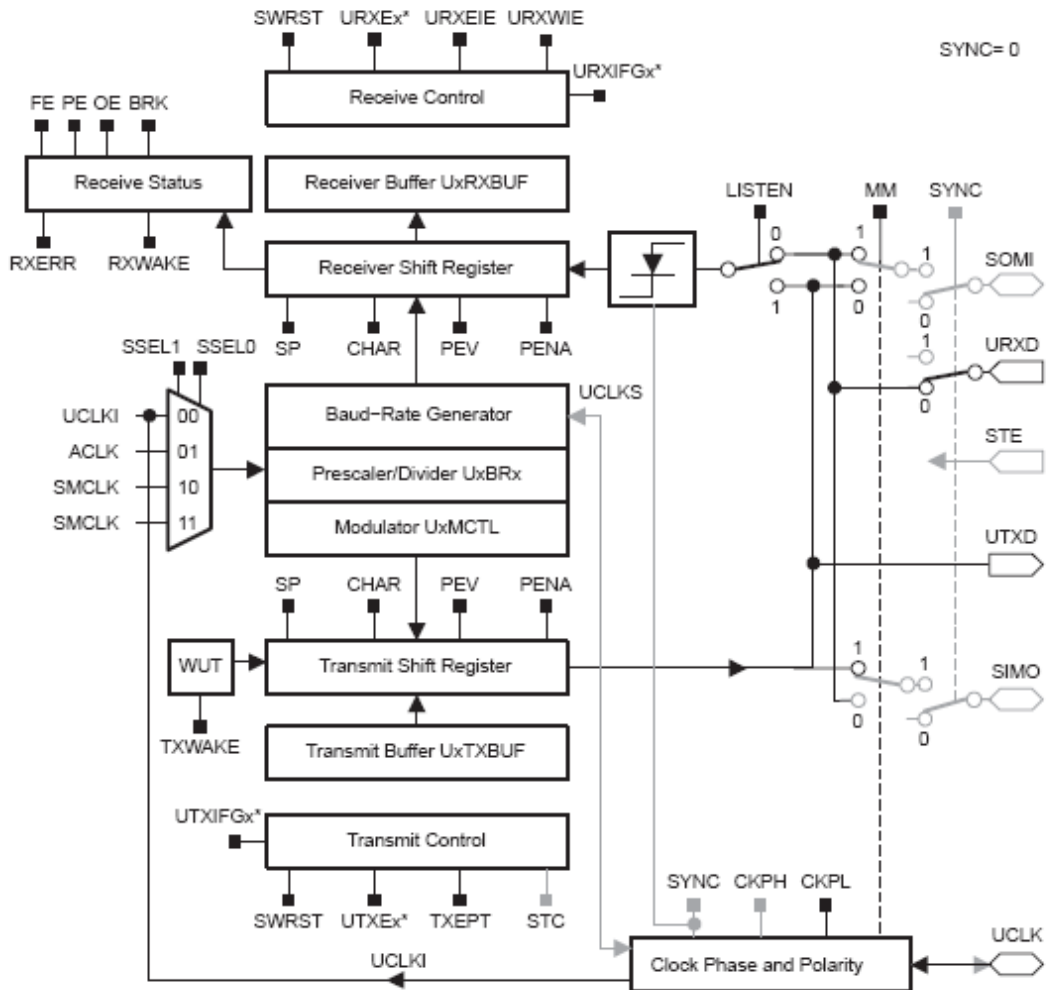 SWRST URXEx* URXEIE URXWIE
SYNC= 0
URXIFGx*
Receive Control
FE PE OE BRK
Receive Status
Receiver Buffer UxRXBUF
LISTEN MM SYNC
0 1 1
SOMI
RXERR RXWAKE
Receiver Shift Register
1 0 0
SP CHAR PEV PENA
1
URXD
0
SSEL1 SSEL0
UCLKS
UCLKI 00
Baud-Rate Generator
STE
ACLK 01
Prescaler/Divider UxBRx
SMCLK 10
SMCLK 11
Modulator UxMCTL
UTXD
SP CHAR PEV PENA
WUT
Transmit Shift Register
1 1
SIMO
0 0
TXWAKE
Transmit Buffer UxTXBUF
UTXIFGx*
Transmit Control
SWRST UTXEx* TXEPT STC
SYNC CKPH CKPL
UCLKI
Clock Phase and Polarity
UCLK